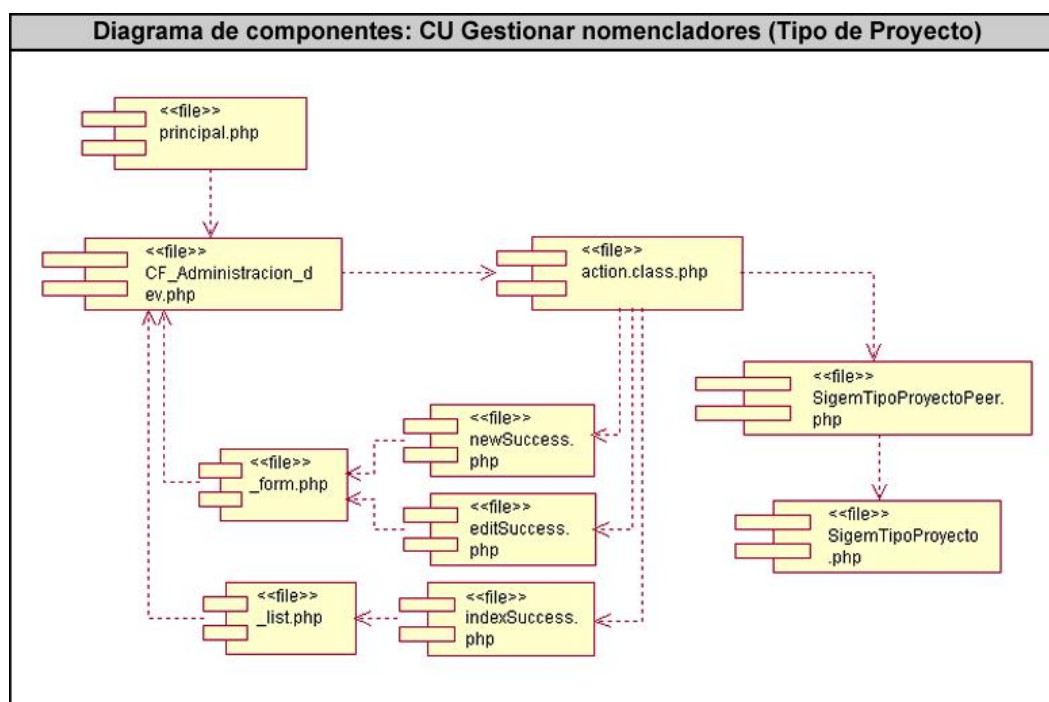 Diagrama de componentes: CU Gestionar nomencladores (Tipo de Proyecto)
<<file>>
principal.php
<<file>>
CF_Administracion_d
ev.php
<<file>>
action.class.php
<<file>>
SigemTipoProyectoPeer.
php
<<file>>
newSuccess.
php
<<file>>
_form.php
<<file>>
editSuccess.
php
<<file>>
SigemTipoProyecto
.php
<<file>>
_list.php
<<file>>
indexSuccess.
php